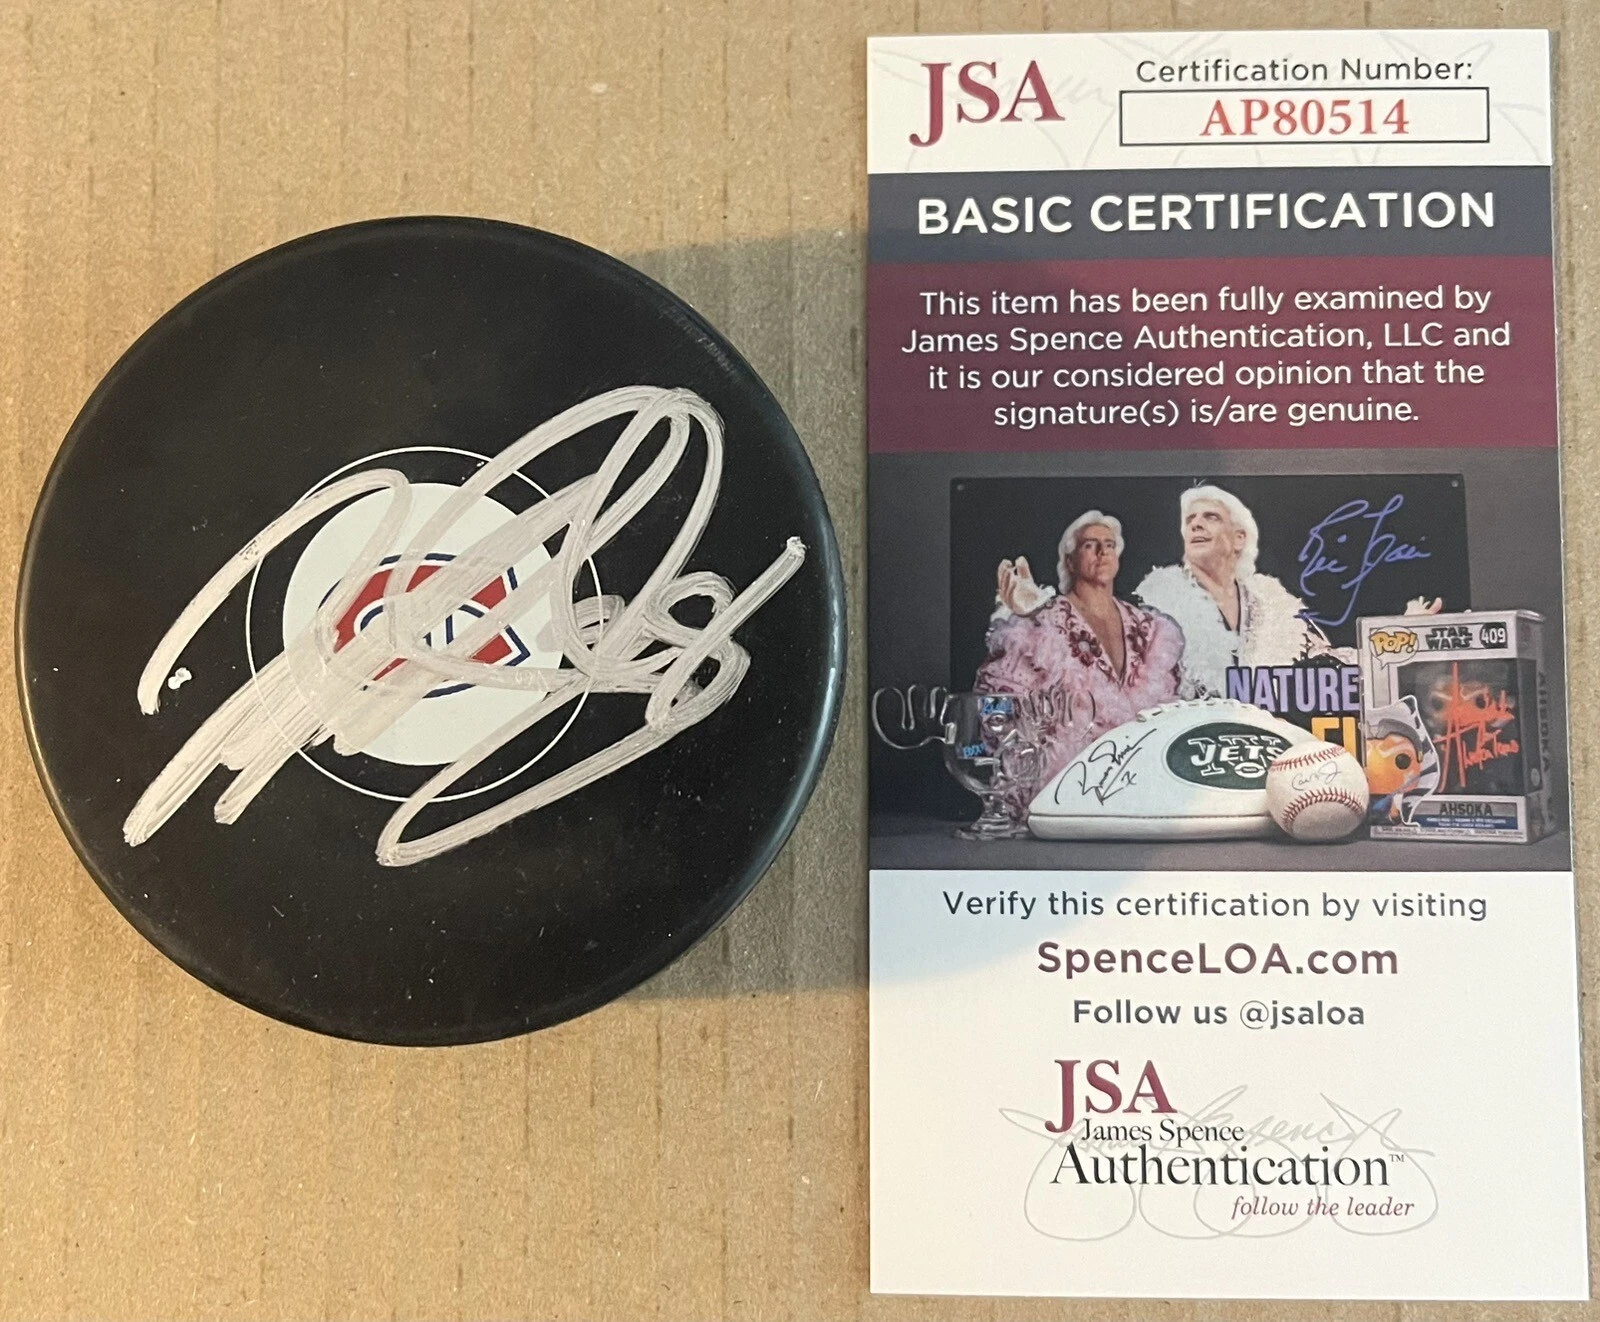 JSA
Certification Number:
AP80514
BASIC CERTIFICATION
This item has been fully examined by
James Spence Authentication, LLC and
it is our considered opinion that the
signature(s) is/are genuine.
Ric Flair
POP!
STAR
WARS
409
NATURE
JETS
AHSOKA
Verify this certification by visiting
SpenceLOA.com
Follow us @jsaloa
JSA
James Spence
Authentication™
follow the leader